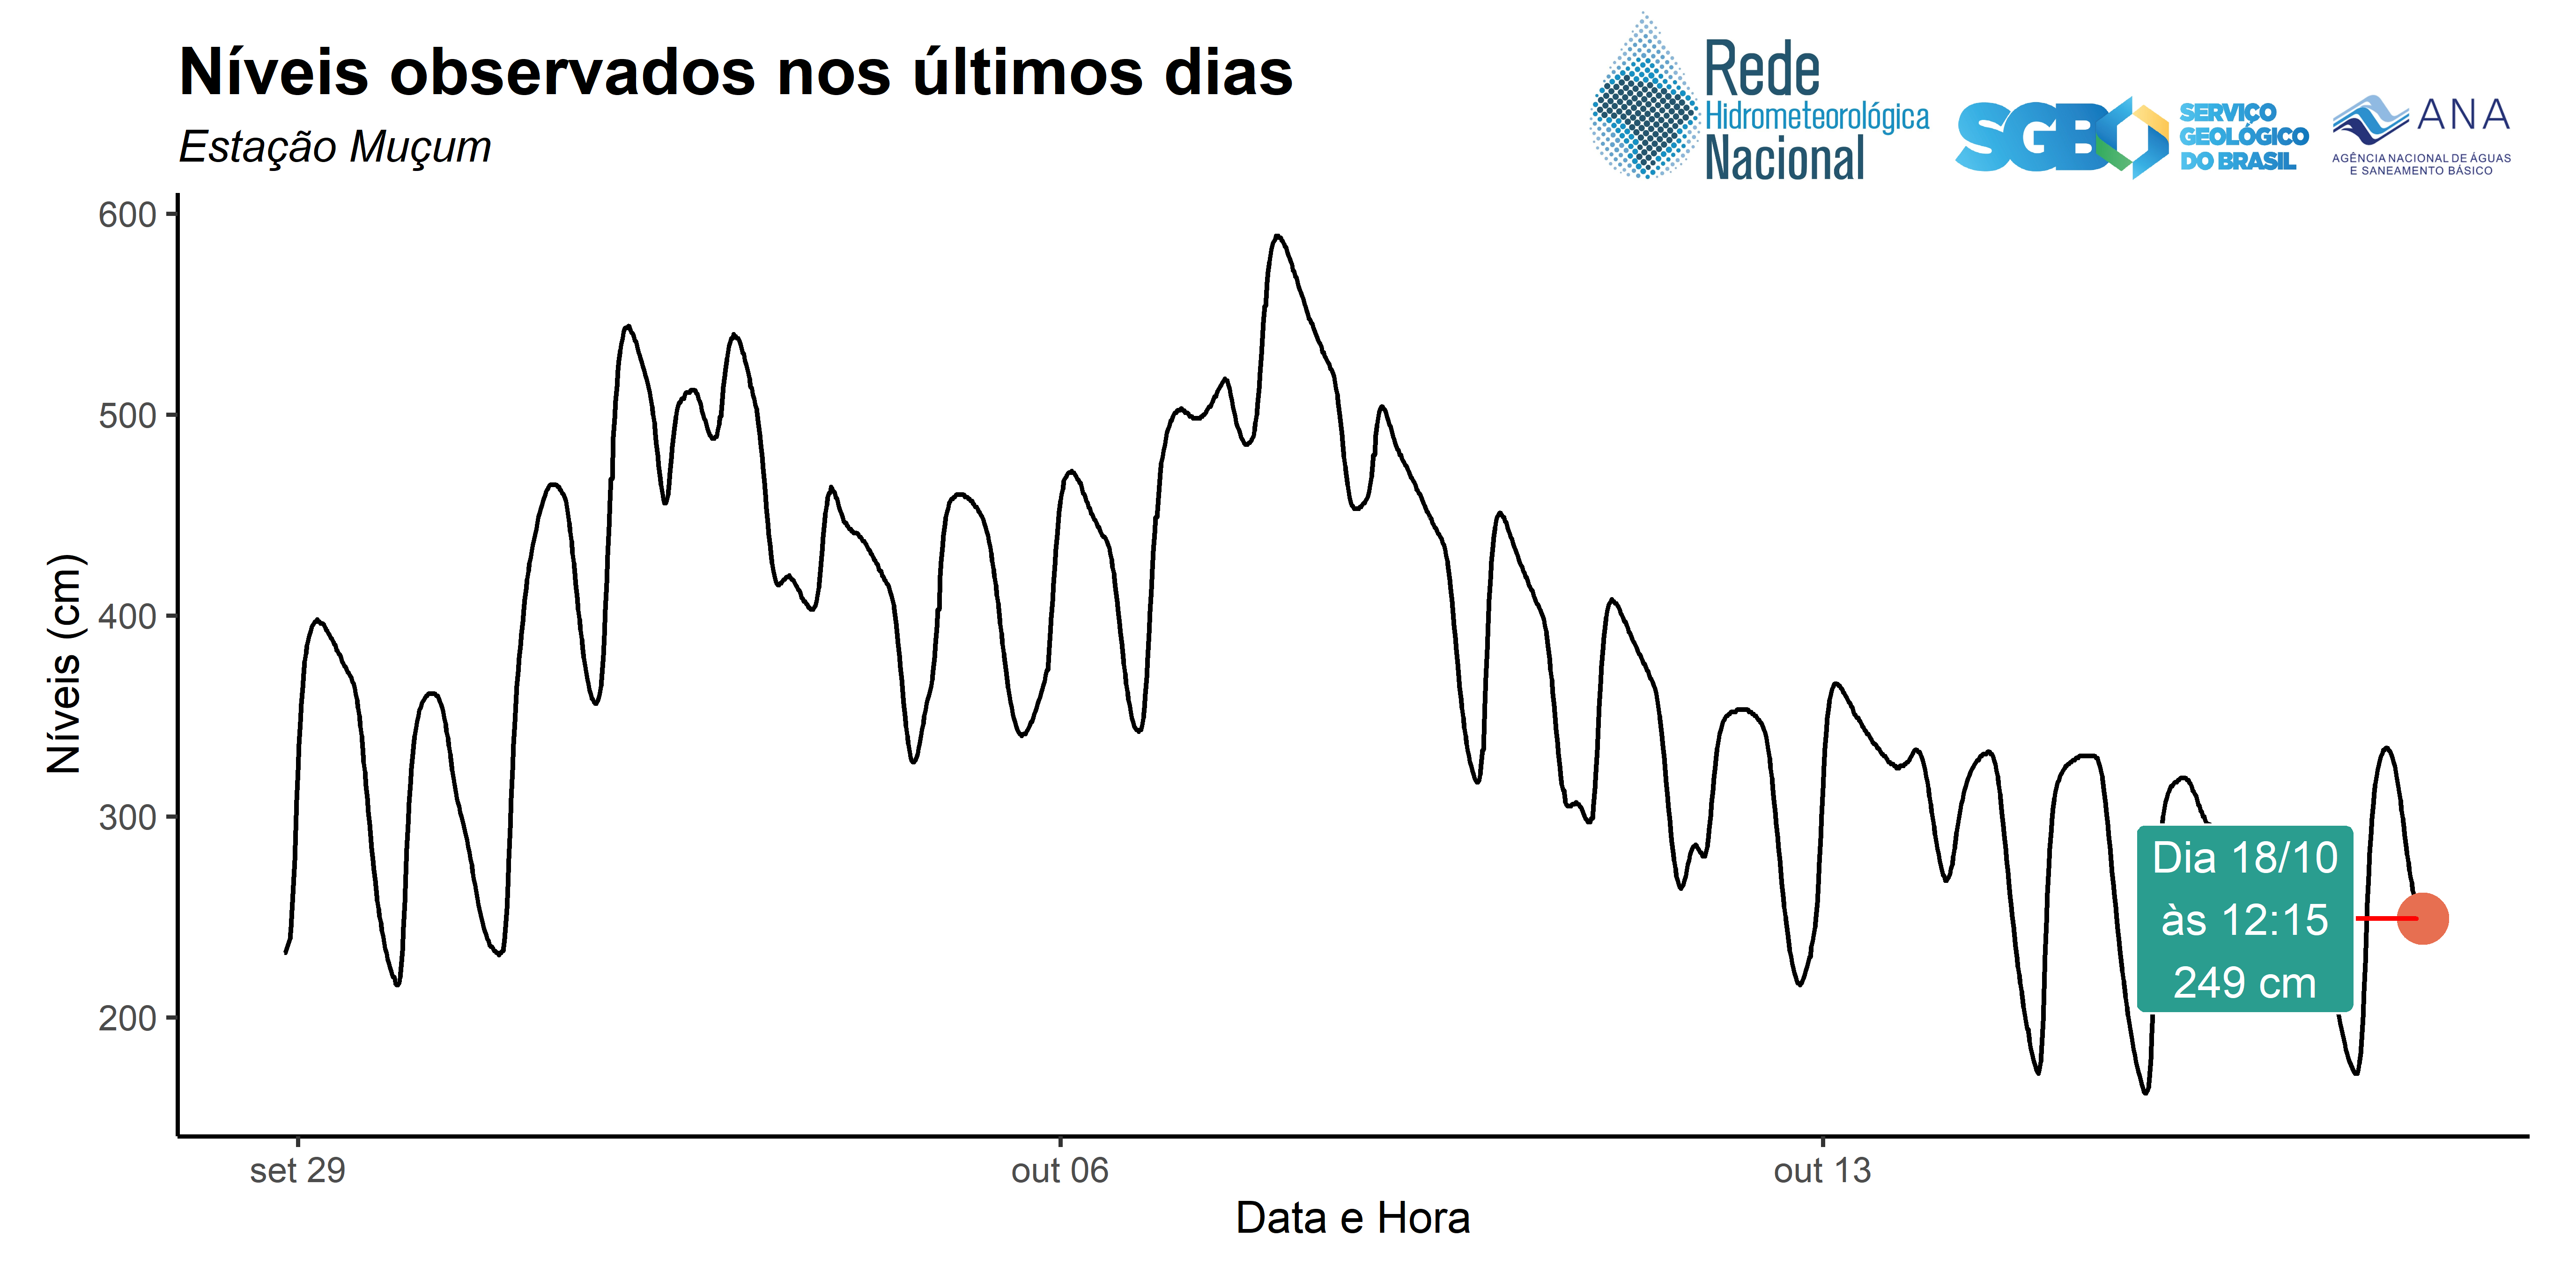 Níveis observados nos últimos dias
Estação Muçum
Rede
Hidrometeorológica
Nacional
SGB
SERVIÇO
GEOLÓGICO
DO BRASIL
ANA
AGÊNCIA NACIONAL DE ÁGUAS
E SANEAMENTO BÁSICO
Níveis (cm)
600
500
400
300
200
Dia 18/10
às 12:15
249 cm
set 29
out 06
out 13
Data e Hora